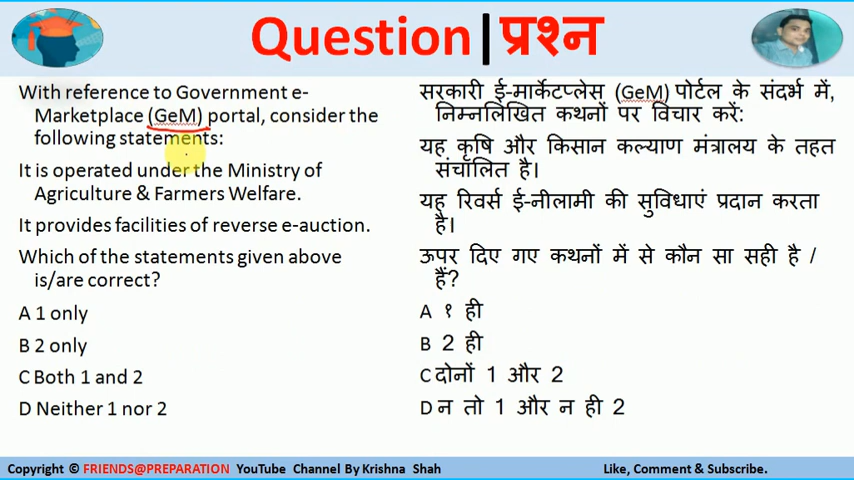 Question|प्रश्न
With reference to Government e-
Marketplace (GeM) portal, consider the
following statements:
It is operated under the Ministry of
Agriculture & Farmers Welfare.
It provides facilities of reverse e-auction.
Which of the statements given above
is/are correct?
A 1 only
B 2 only
C Both 1 and 2
D Neither 1 nor 2
सरकारी ई-मार्केटप्लेस (GeM) पोर्टल के संदर्भ में,
निम्नलिखित कथनों पर विचार करें:
यह कृषि और किसान कल्याण मंत्रालय के तहत
संचालित है।
यह रिवर्स ई-नीलामी की सुविधाएं प्रदान करता
है।
ऊपर दिए गए कथनों में से कौन सा सही है /
हैं?
A १ ही
B 2 ही
C दोनों 1 और 2
D न तो 1 और न ही 2
Copyright © FRIENDS@PREPARATION YouTube Channel By Krishna Shah
Like, Comment & Subscribe.